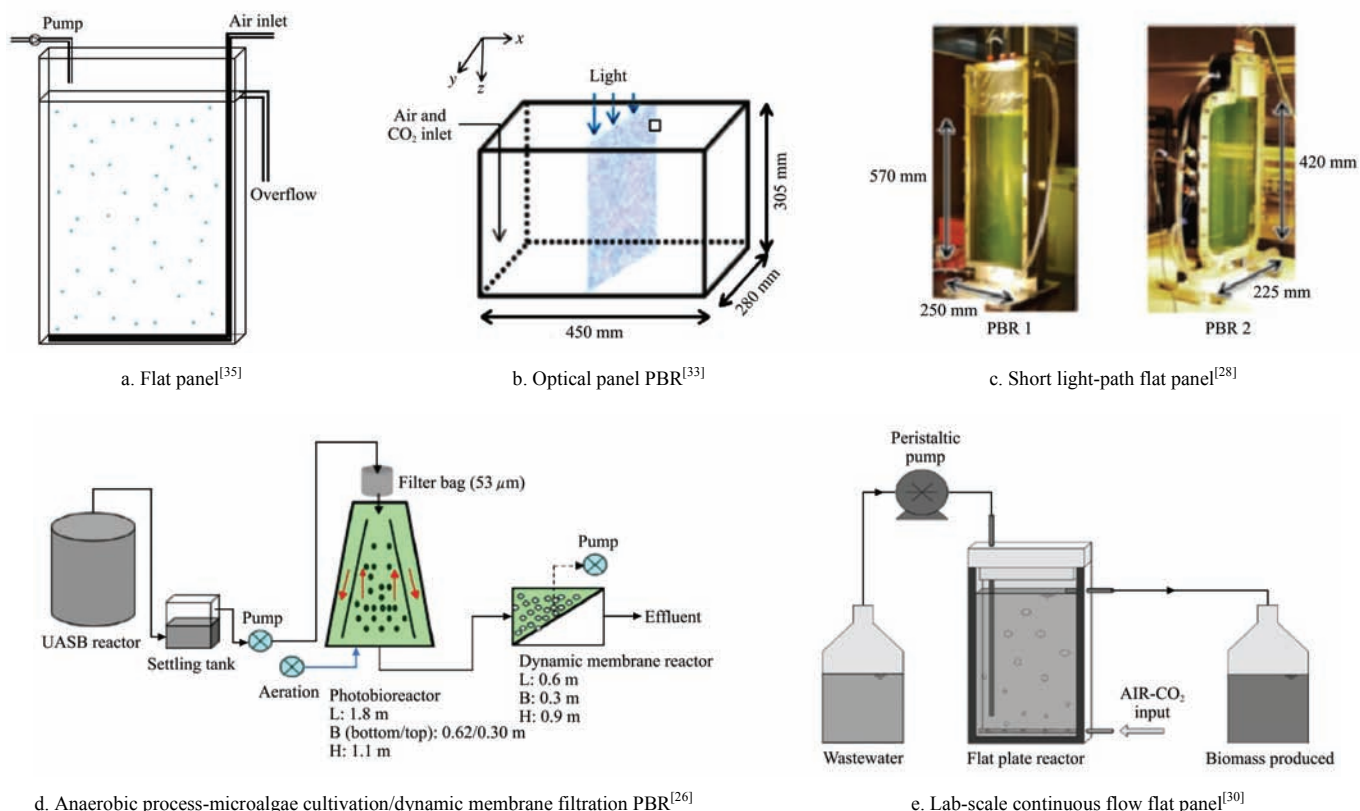 Pump
Air inlet
Overflow
a. Flat panel[35]
x
y
z
Light
Air and
CO₂ inlet
305 mm
280 mm
450 mm
b. Optical panel PBR[33]
570 mm
250 mm
PBR 1
420 mm
225 mm
PBR 2
c. Short light-path flat panel[28]
UASB reactor
Settling tank
Pump
Aeration
Filter bag (53 μm)
Photobioreactor
L: 1.8 m
B (bottom/top): 0.62/0.30 m
H: 1.1 m
Pump
Effluent
Dynamic membrane reactor
L: 0.6 m
B: 0.3 m
H: 0.9 m
d. Anaerobic process-microalgae cultivation/dynamic membrane filtration PBR[26]
Peristaltic
pump
AIR-CO₂
input
Wastewater
Flat plate reactor
Biomass produced
e. Lab-scale continuous flow flat panel[30]